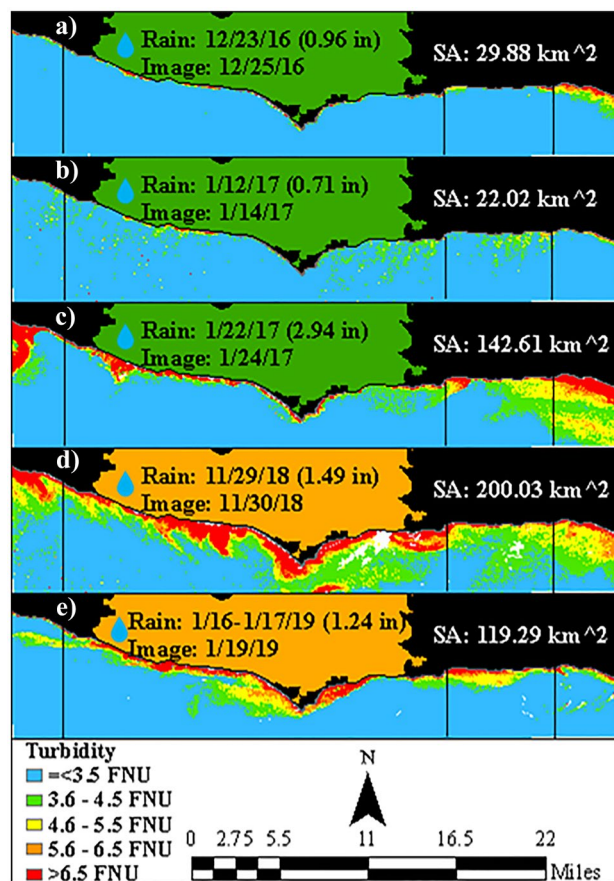 a)
Rain: 12/23/16 (0.96 in)
Image: 12/25/16
SA: 29.88 km^2
b)
Rain: 1/12/17 (0.71 in)
Image: 1/14/17
SA: 22.02 km^2
c)
Rain: 1/22/17 (2.94 in)
Image: 1/24/17
SA: 142.61 km^2
d)
Rain: 11/29/18 (1.49 in)
Image: 11/30/18
SA: 200.03 km^2
e)
Rain: 1/16-1/17/19 (1.24 in)
Image: 1/19/19
SA: 119.29 km^2
Turbidity
=<3.5 FNU
3.6 - 4.5 FNU
4.6 - 5.5 FNU
5.6 - 6.5 FNU
>6.5 FNU
N
0 2.75 5.5 11 16.5 22
Miles